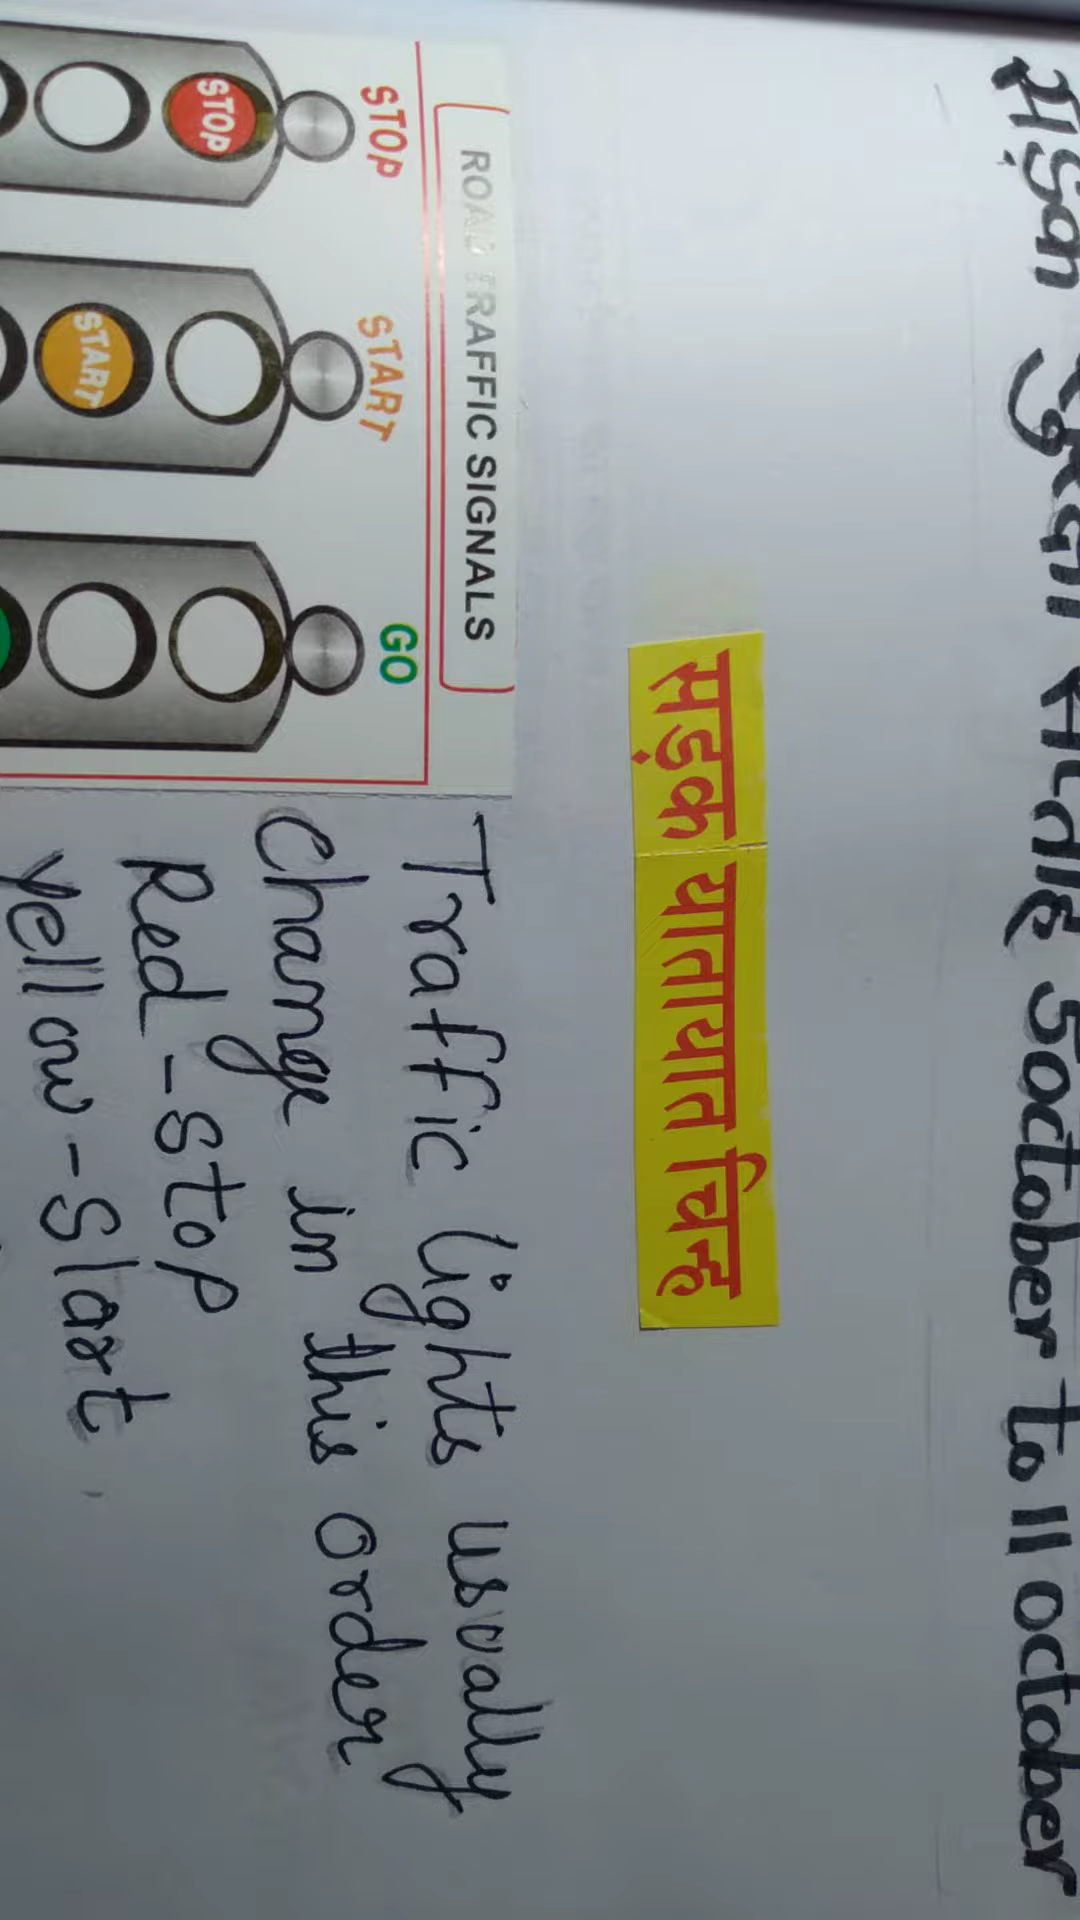 सड़क सुरक्षा सप्ताह 5 october to 11 october
सड़क यातायात चिन्ह
ROAD TRAFFIC SIGNALS
STOP START GO
STOP
START
Traffic lights usually
Change in this order
Red - stop
Yellow - Start